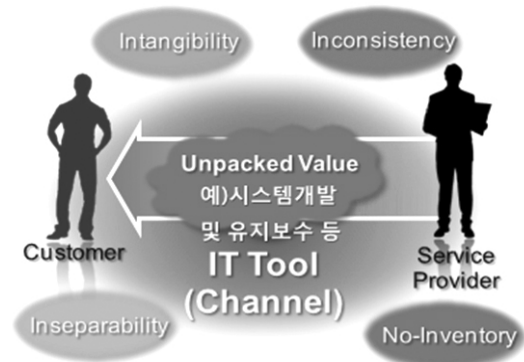 Intangibility
Inconsistency
Unpacked Value
예)시스템개발
및 유지보수 등
IT Tool
(Channel)
Customer
Service
Provider
Inseparability
No-Inventory